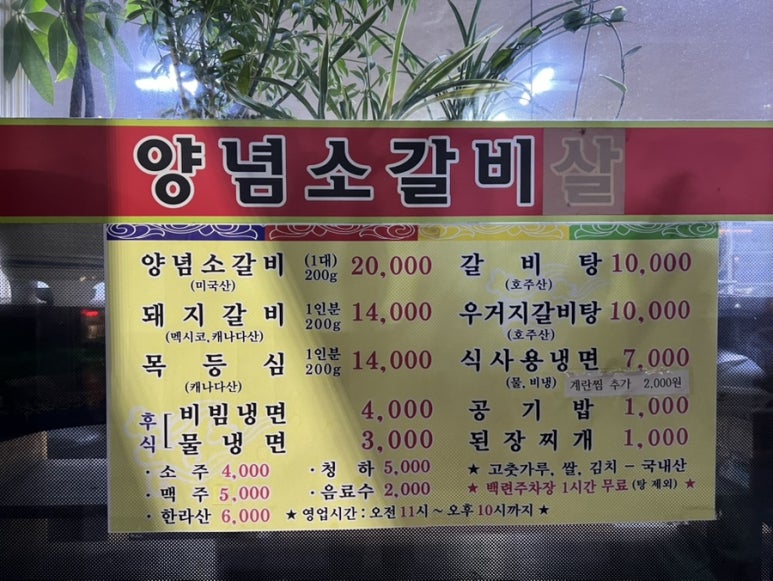 양념소갈비살
양념소갈비 (1대) 200g 20,000
(미국산)
돼지갈비 1인분 200g 14,000
(멕시코, 캐나다산)
목등심 1인분 200g 14,000
(캐나다산)
후식 [ 비빔냉면 4,000
물냉면 3,000
· 소주 4,000 · 청하 5,000
· 맥주 5,000 · 음료수 2,000
· 한라산 6,000
갈비탕 10,000
(호주산)
우거지갈비탕 10,000
(호주산)
식사용냉면 7,000
(물, 비냉)
계란찜 추가 2,000원
공기밥 1,000
된장찌개 1,000
★ 고춧가루, 쌀, 김치 - 국내산
★ 백련주차장 1시간 무료 (탕 제외) ★
★ 영업시간 : 오전 11시 ~ 오후 10시까지 ★